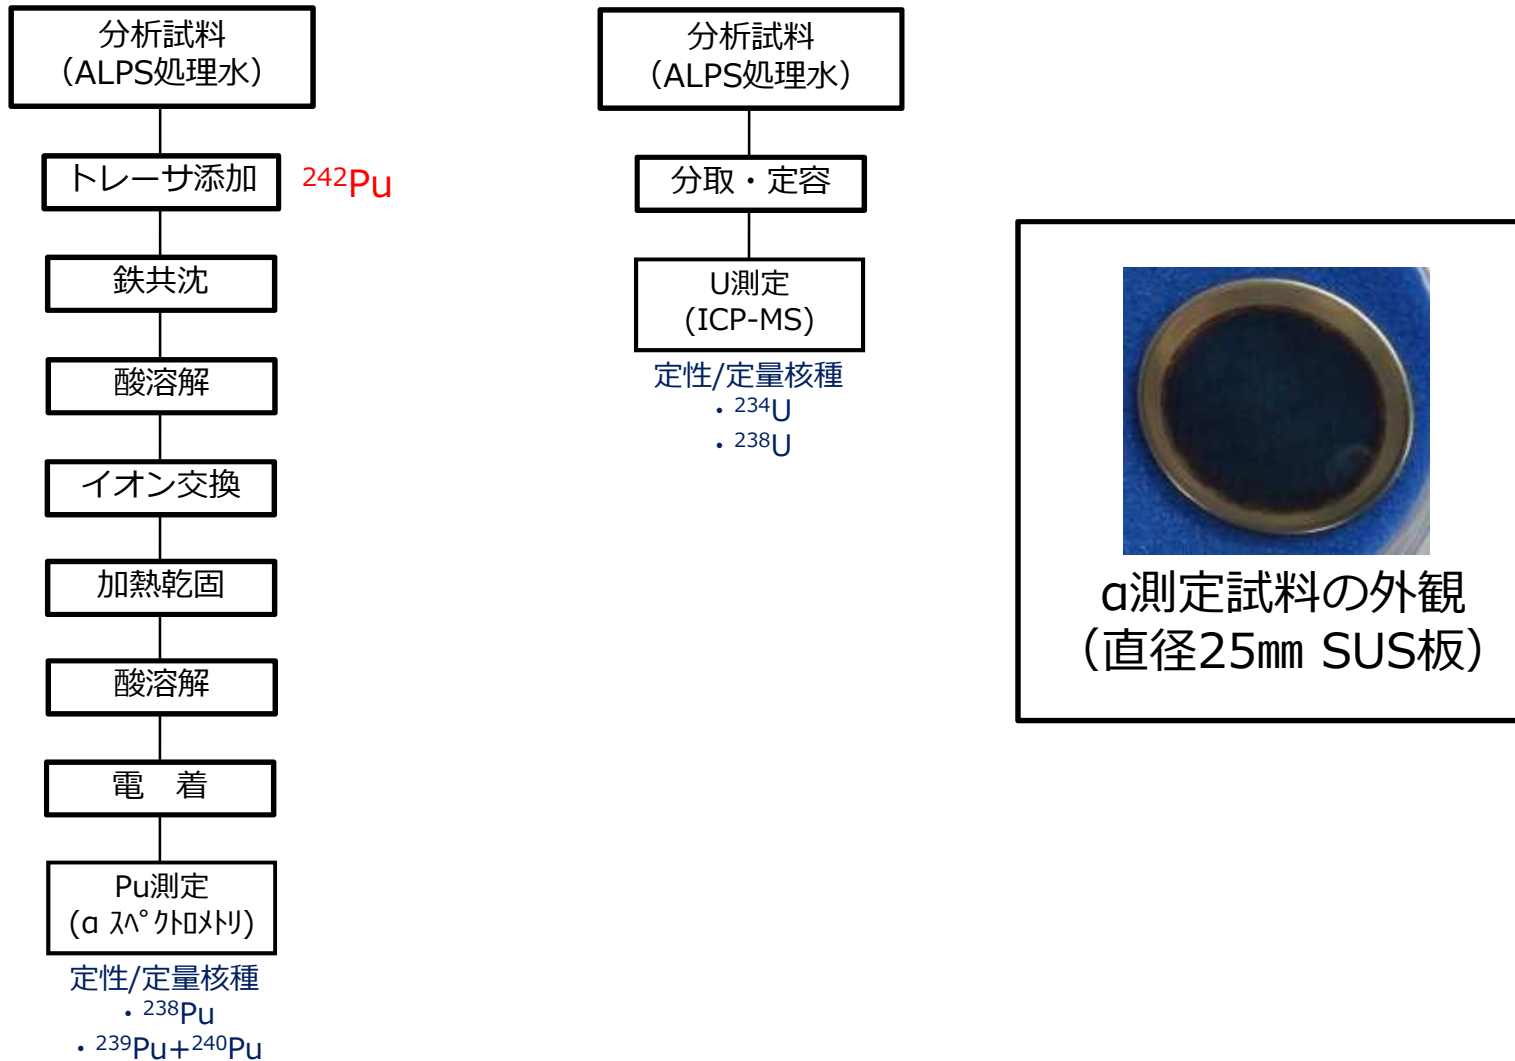 分析試料
（ALPS処理水）
トレーサ添加
²⁴²Pu
鉄共沈
酸溶解
イオン交換
加熱乾固
酸溶解
電　着
Pu測定
(α ｽﾍﾟｸﾄﾛﾒﾄﾘ)
定性/定量核種
・²³⁸Pu
・²³⁹Pu+²⁴⁰Pu
分析試料
（ALPS処理水）
分取・定容
U測定
(ICP-MS)
定性/定量核種
・²³⁴U
・²³⁸U
α測定試料の外観
（直径25㎜ SUS板）